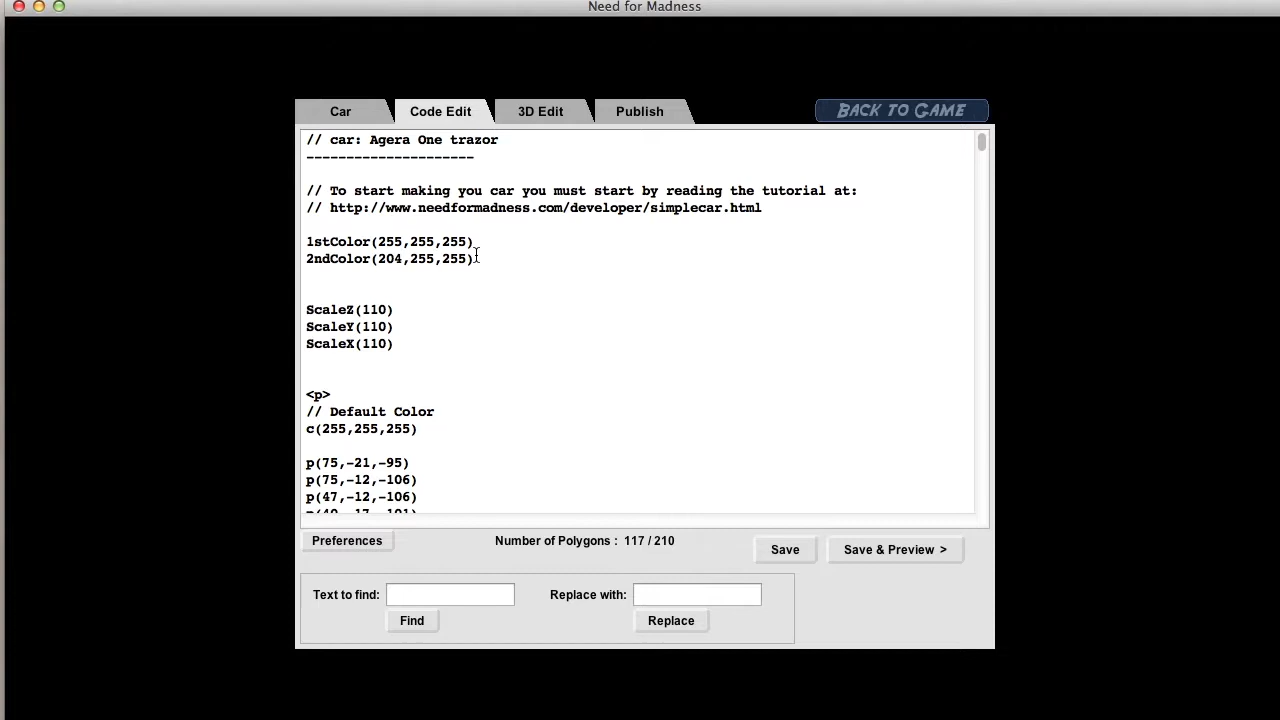 Need for Madness
Car
Code Edit
3D Edit
Publish
BACK TO GAME
// car: Agera One trazor
---------------------
// To start making you car you must start by reading the tutorial at:
// http://www.needformadness.com/developer/simplecar.html
1stColor(255,255,255)
2ndColor(204,255,255)
ScaleZ(110)
ScaleY(110)
ScaleX(110)
<p>
// Default Color
c(255,255,255)
p(75,-21,-95)
p(75,-12,-106)
p(47,-12,-106)
Preferences
Number of Polygons : 117 / 210
Save
Save & Preview >
Text to find:
Replace with:
Find
Replace